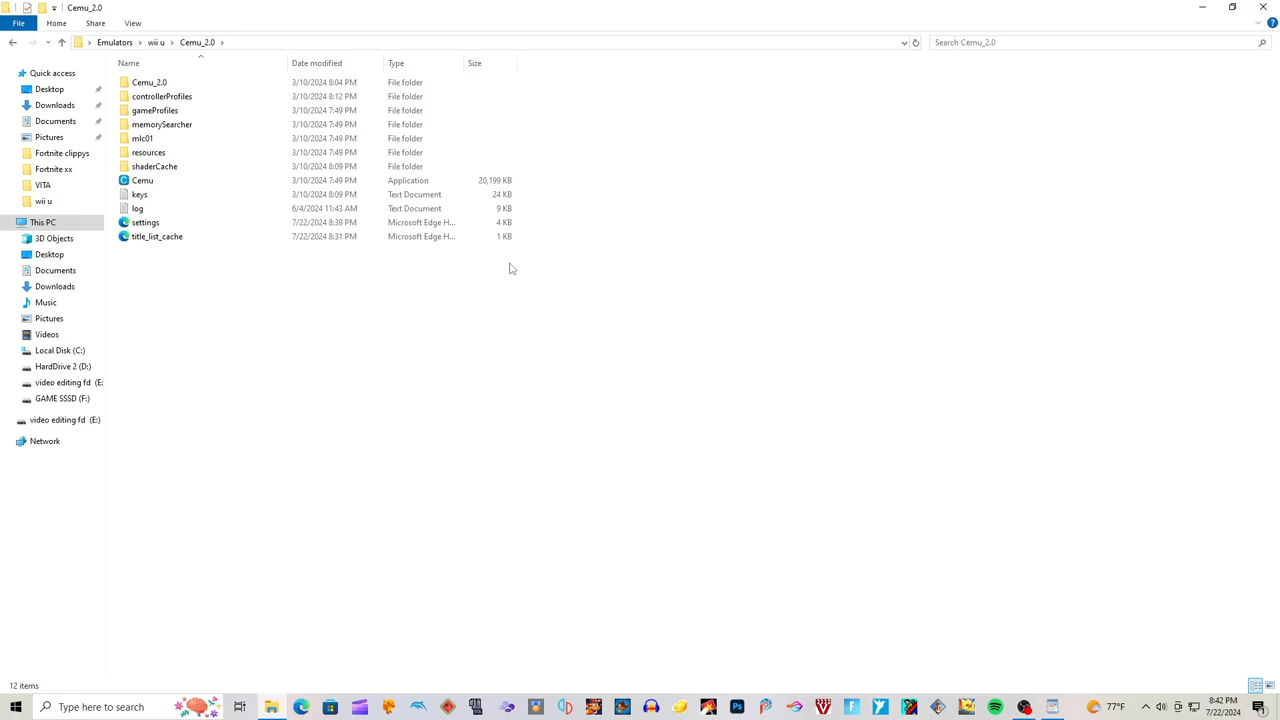 Cemu_2.0
File Home Share View
Emulators wii u Cemu_2.0 Search Cemu_2.0
Name Date modified Type Size
Quick access
Desktop
Downloads
Documents
Pictures
Fortnite clippys
Fortnite xx
VITA
wii u
This PC
3D Objects
Desktop
Documents
Downloads
Music
Pictures
Videos
Local Disk (C:)
HardDrive 2 (D:)
video editing fd (E:
GAME SSSD (F:)
video editing fd (E:)
Network
Cemu_2.0 3/10/2024 8:04 PM File folder
controllerProfiles 3/10/2024 8:12 PM File folder
gameProfiles 3/10/2024 7:49 PM File folder
memorySearcher 3/10/2024 7:49 PM File folder
mlc01 3/10/2024 7:49 PM File folder
resources 3/10/2024 7:49 PM File folder
shaderCache 3/10/2024 8:09 PM File folder
Cemu 3/10/2024 7:49 PM Application 20,199 KB
keys 3/10/2024 8:09 PM Text Document 24 KB
log 6/4/2024 11:43 AM Text Document 9 KB
settings 7/22/2024 8:39 PM Microsoft Edge H... 4 KB
title_list_cache 7/22/2024 8:31 PM Microsoft Edge H... 1 KB
12 items
Type here to search
77°F
8:42 PM
7/22/2024